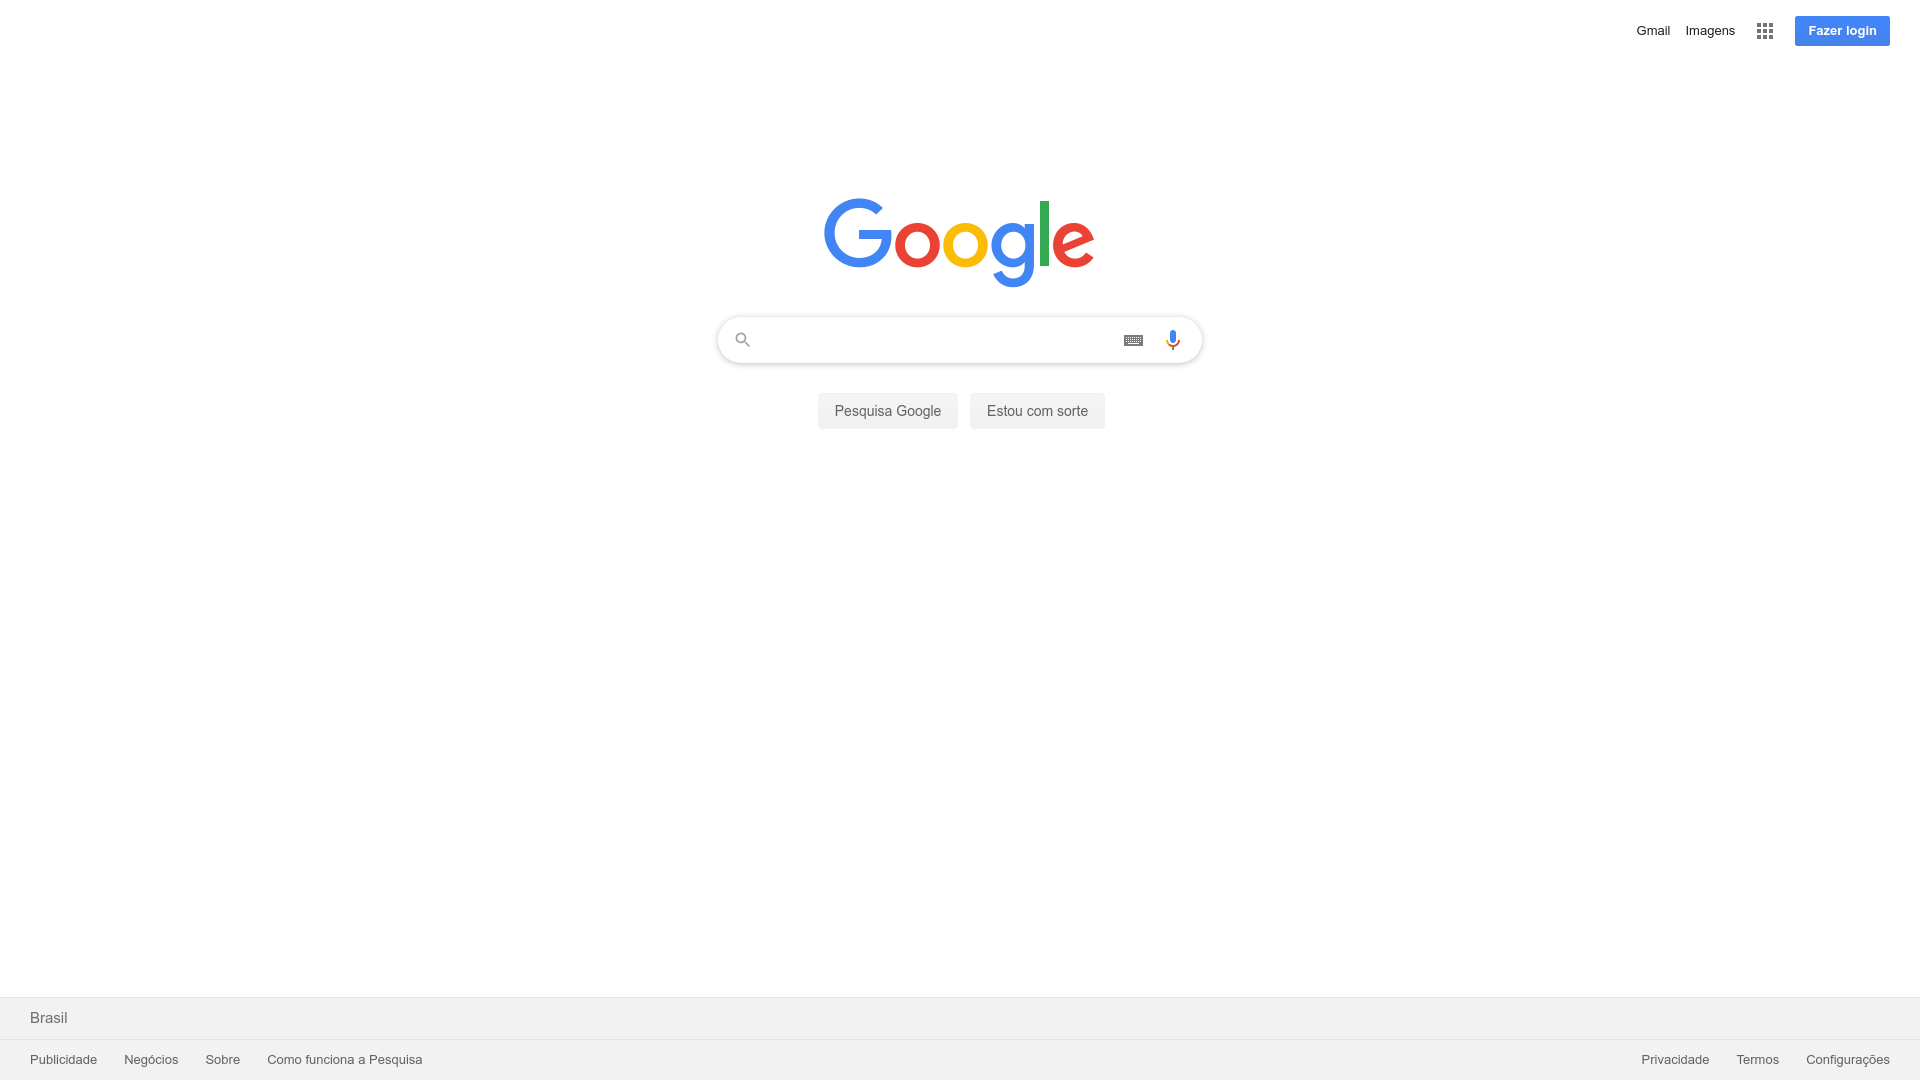 Gmail Imagens Fazer login
Google
Pesquisa Google Estou com sorte
Brasil
Publicidade Negócios Sobre Como funciona a Pesquisa Privacidade Termos Configurações